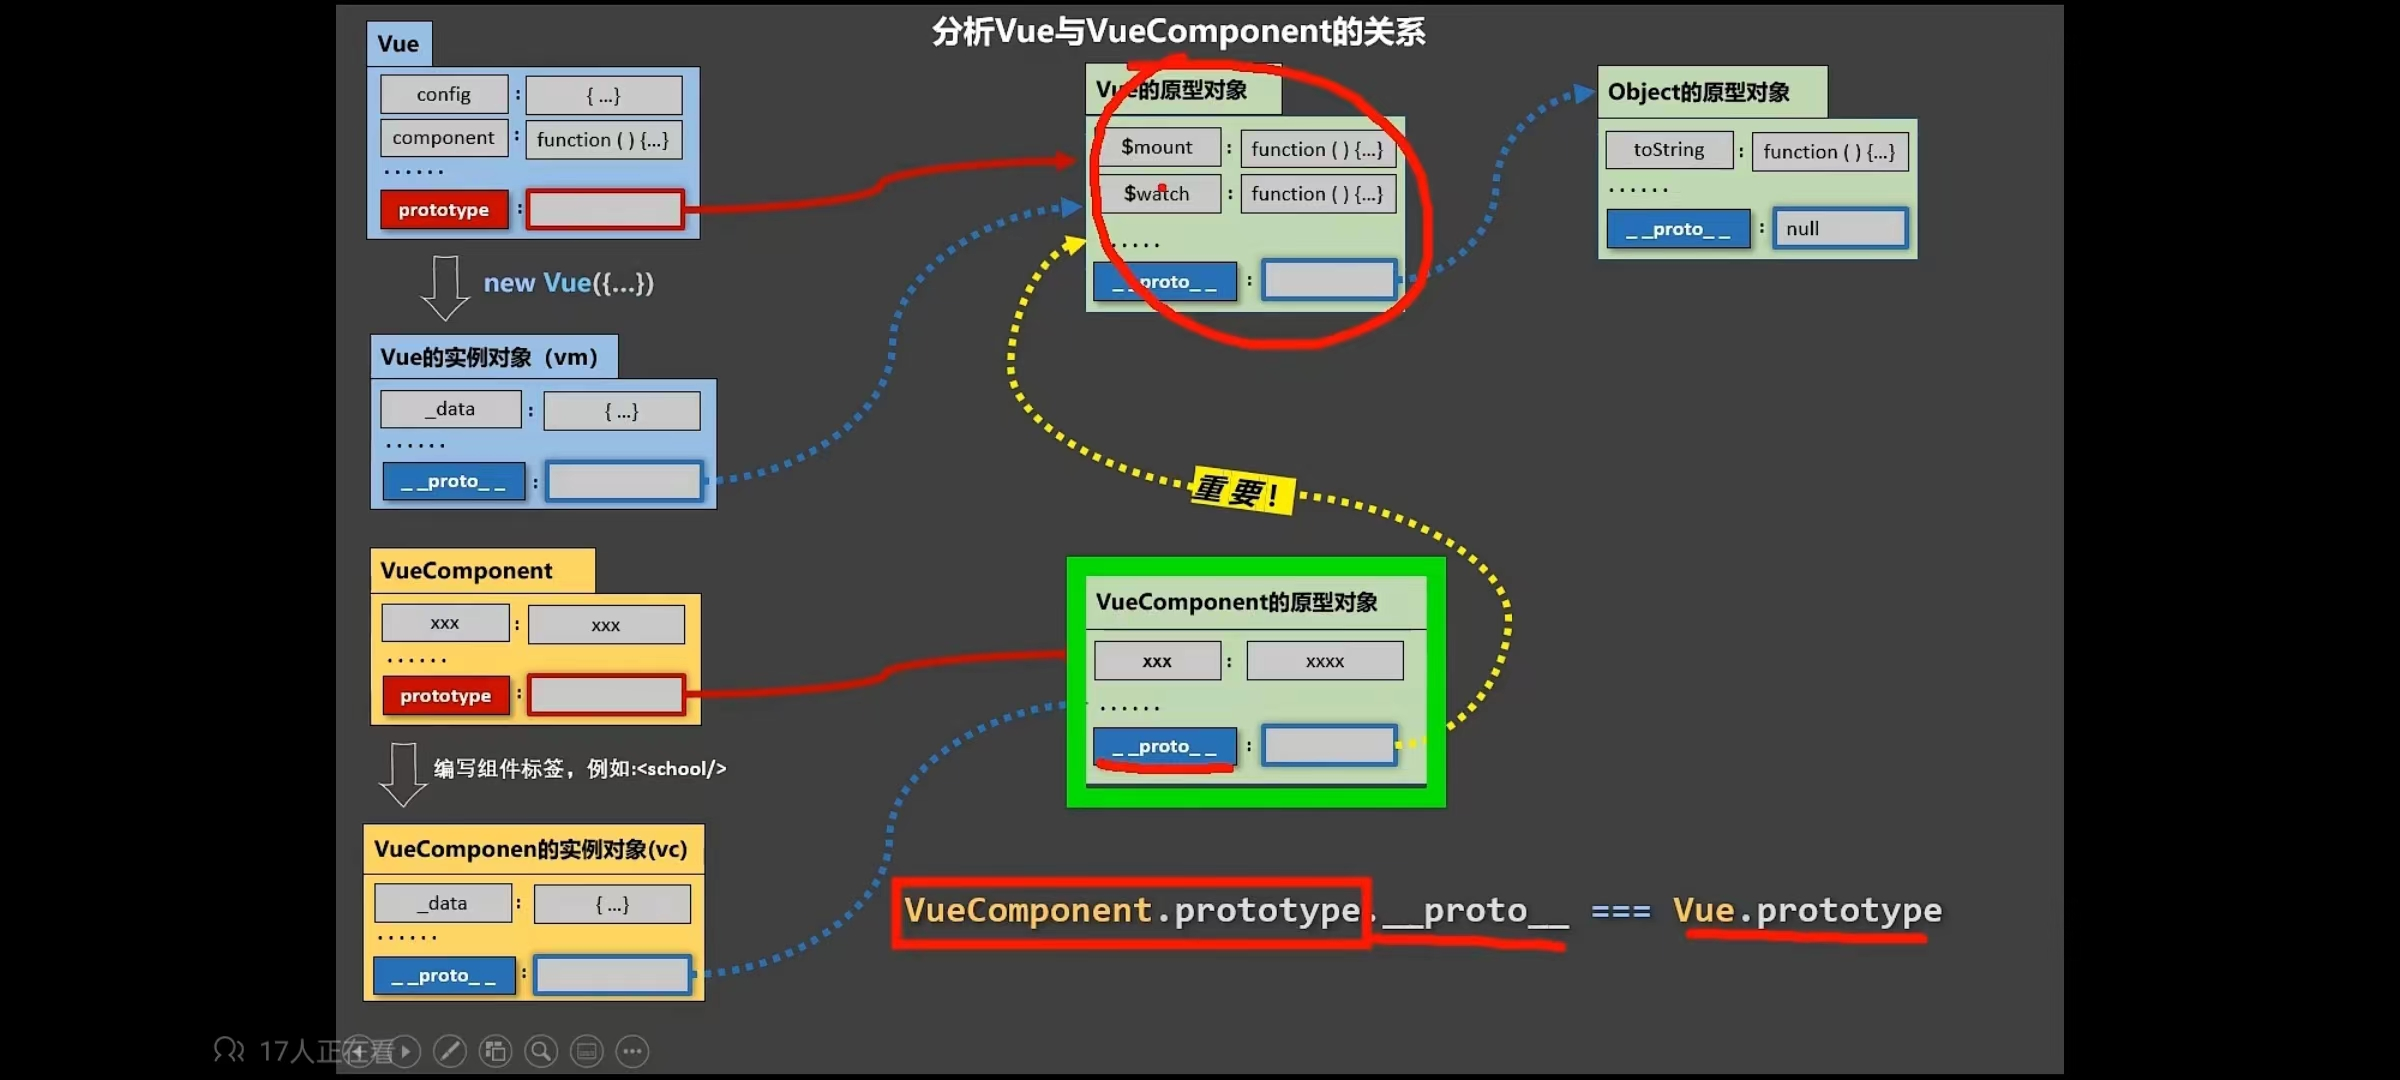 分析Vue与VueComponent的关系
Vue
config : { ...}
component : function ( ) {...}
......
prototype :
new Vue({...})
Vue的实例对象（vm）
_data : { ...}
......
_ _proto_ _ :
VueComponent
xxx : xxx
......
prototype :
编写组件标签，例如:<school/>
VueComponen的实例对象(vc)
_data : { ...}
......
_ _proto_ _ :
Vue的原型对象
$mount : function ( ) {...}
$watch : function ( ) {...}
......
_ _proto_ _ :
Object的原型对象
toString : function ( ) {...}
......
_ _proto_ _ : null
重要！
VueComponent的原型对象
xxx : xxxx
......
_ _proto_ _ :
VueComponent.prototype.__proto__ === Vue.prototype
17人正在看